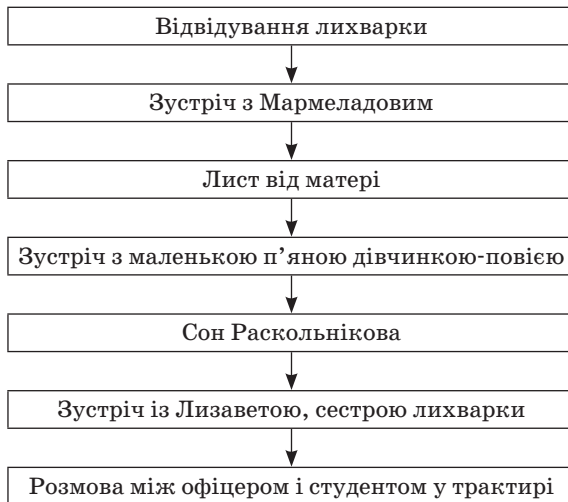 Відвідування лихварки
Зустріч з Мармеладовим
Лист від матері
Зустріч з маленькою п’яною дівчинкою-повією
Сон Раскольнікова
Зустріч із Лизаветою, сестрою лихварки
Розмова між офіцером і студентом у трактирі